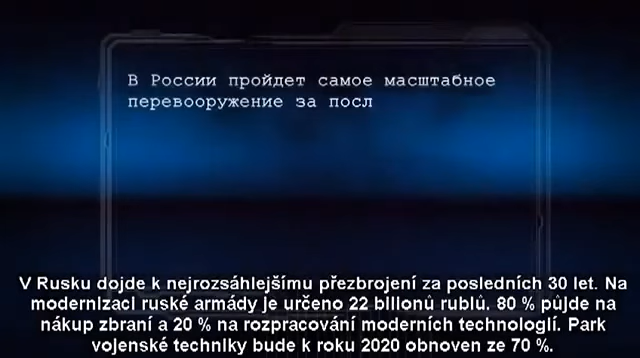 В России пройдет самое масштабное
перевооружение за посл
V Rusku dojde k nejrozsáhlejšímu přezbrojení za posledních 30 let. Na
modernizaci ruské armády je určeno 22 bilionů rublů. 80 % půjde na
nákup zbraní a 20 % na rozpracování moderních technologlí. Park
vojenské techniky bude k roku 2020 obnoven ze 70 %.